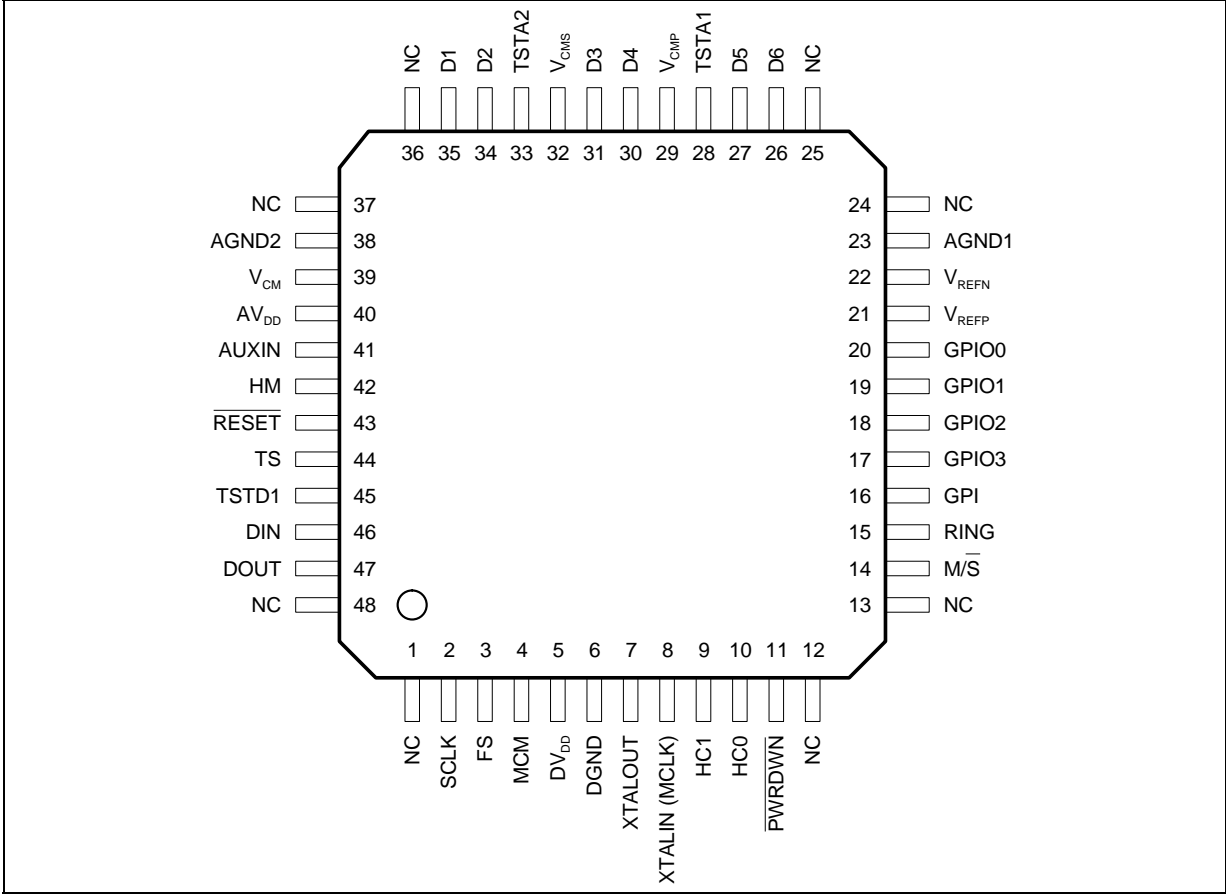 NC D1 D2 TSTA2 VCMS D3 D4 VCMP TSTA1 D5 D6 NC
36 35 34 33 32 31 30 29 28 27 26 25
NC 37 24 NC
AGND2 38 23 AGND1
VCM 39 22 VREFN
AVDD 40 21 VREFP
AUXIN 41 20 GPIO0
HM 42 19 GPIO1
RESET 43 18 GPIO2
TS 44 17 GPIO3
TSTD1 45 16 GPI
DIN 46 15 RING
DOUT 47 14 M/S
NC 48 13 NC
1 2 3 4 5 6 7 8 9 10 11 12
NC SCLK FS MCM DVDD DGND XTALOUT XTALIN (MCLK) HC1 HC0 PWRDWN NC